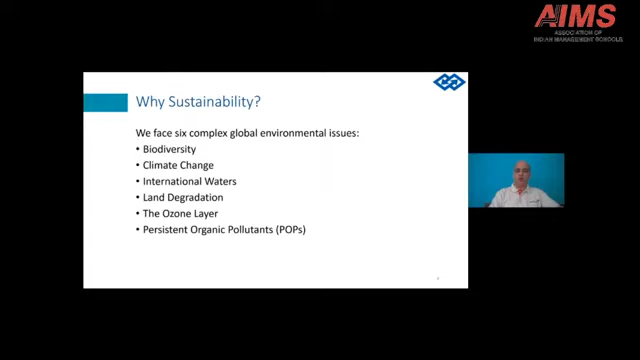 AIMS
ASSOCIATION OF
INDIAN MANAGEMENT SCHOOLS
Why Sustainability?
We face six complex global environmental issues:
• Biodiversity
• Climate Change
• International Waters
• Land Degradation
• The Ozone Layer
• Persistent Organic Pollutants (POPs)